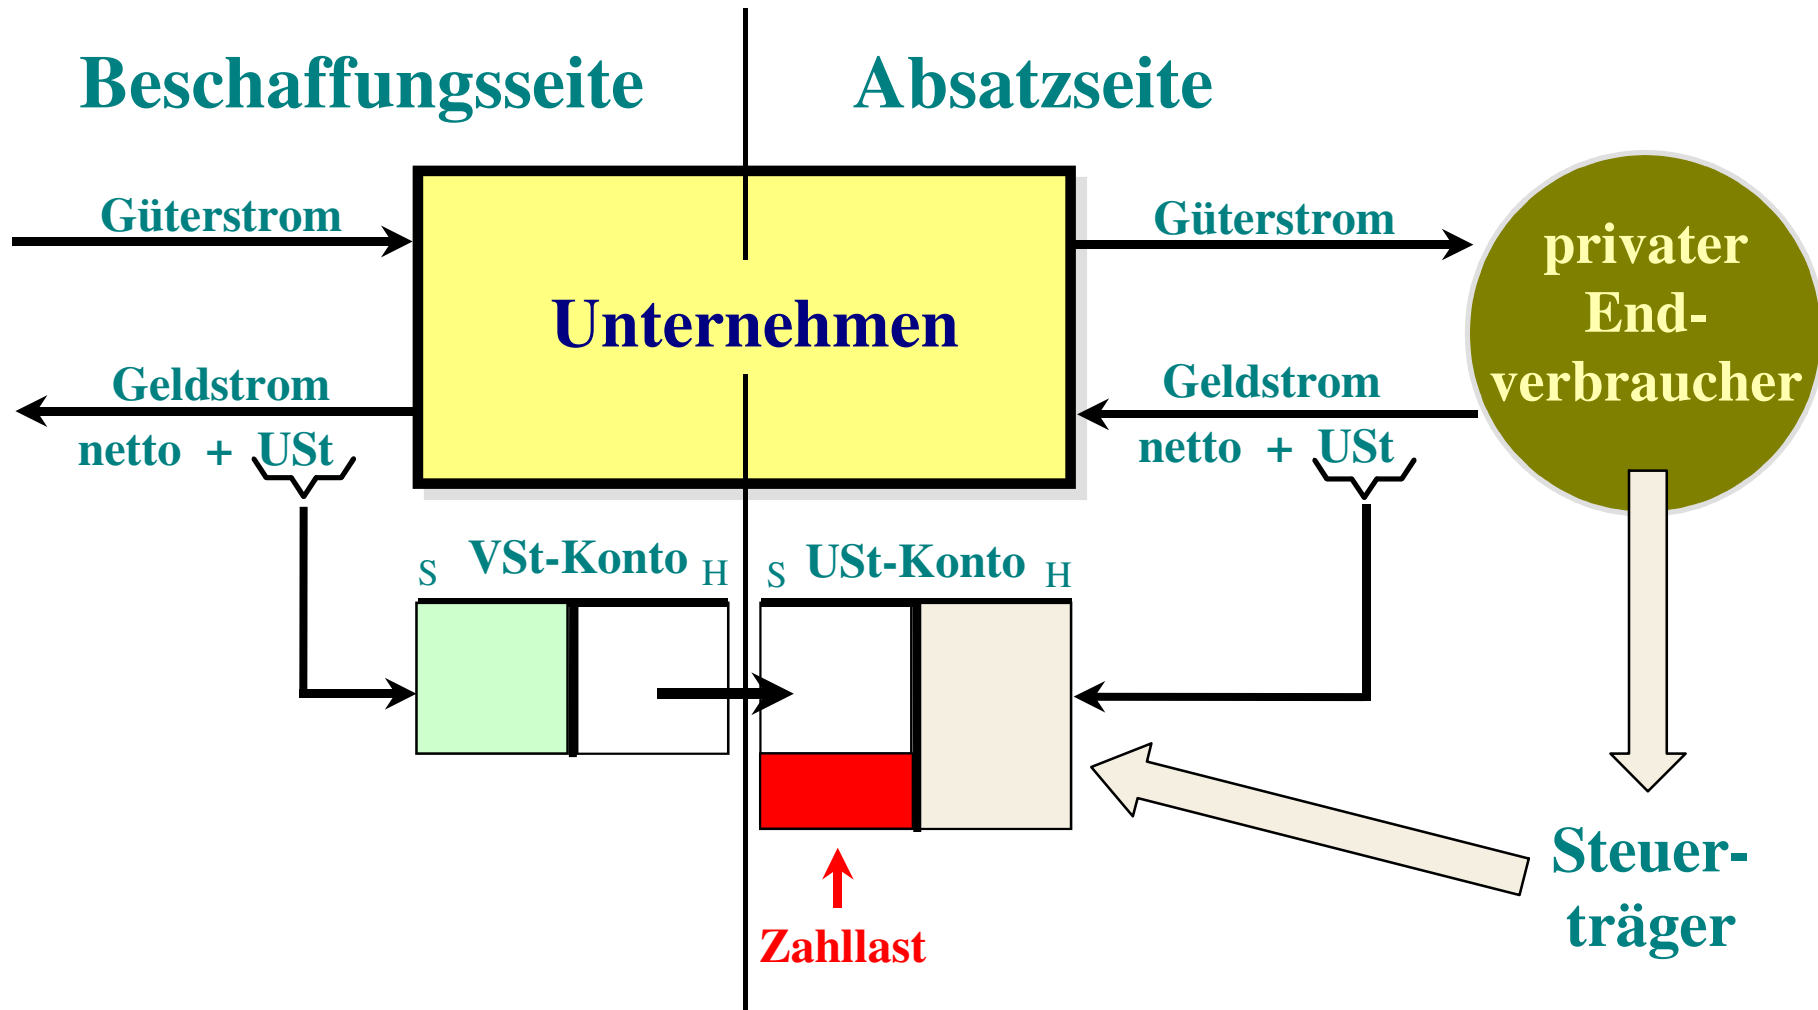 Beschaffungsseite
Absatzseite
Güterstrom
Güterstrom
privater
End-
verbraucher
Unternehmen
Geldstrom
netto + USt
Geldstrom
netto + USt
S VSt-Konto H
S USt-Konto H
Zahllast
Steuer-
träger